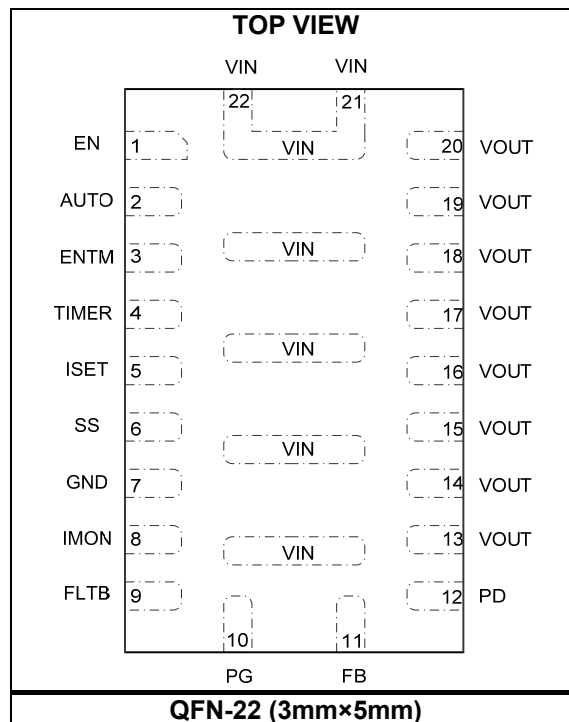 TOP VIEW
VIN VIN
22 21
EN 1 VIN 20 VOUT
AUTO 2 19 VOUT
ENTM 3 VIN 18 VOUT
TIMER 4 17 VOUT
VIN
ISET 5 16 VOUT
SS 6 15 VOUT
VIN
GND 7 14 VOUT
IMON 8 13 VOUT
VIN
FLTB 9 12 PD
10 11
PG FB
QFN-22 (3mm×5mm)